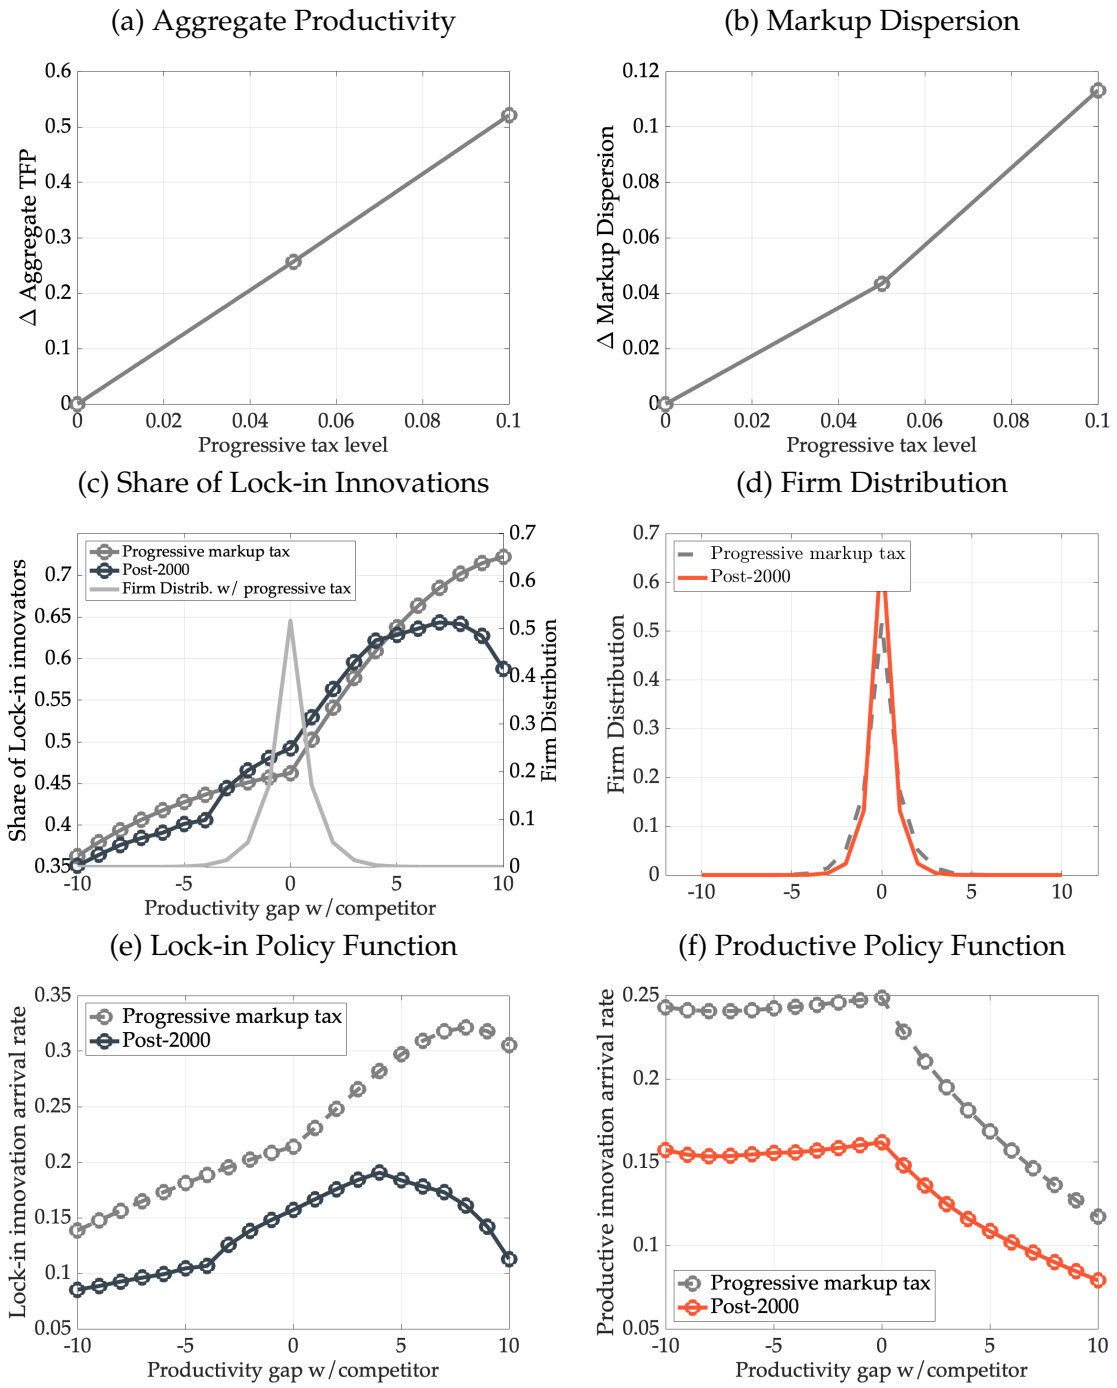 (a) Aggregate Productivity
(b) Markup Dispersion
0.6
0.5
0.4
0.3
0.2
0.1
0
Δ Aggregate TFP
0 0.02 0.04 0.06 0.08 0.1
Progressive tax level
0.12
0.1
0.08
0.06
0.04
0.02
0
Δ Markup Dispersion
0 0.02 0.04 0.06 0.08 0.1
Progressive tax level
(c) Share of Lock-in Innovations
(d) Firm Distribution
Progressive markup tax
Post-2000
Firm Distrib. w/ progressive tax
0.7
0.65
0.6
0.55
0.5
0.45
0.4
0.35
Share of Lock-in innovators
0.7
0.6
0.5
0.4
0.3
0.2
0.1
0
Firm Distribution
-10 -5 0 5 10
Productivity gap w/competitor
Progressive markup tax
Post-2000
0.7
0.6
0.5
0.4
0.3
0.2
0.1
0
Firm Distribution
-10 -5 0 5 10
(e) Lock-in Policy Function
(f) Productive Policy Function
Progressive markup tax
Post-2000
0.35
0.3
0.25
0.2
0.15
0.1
0.05
Lock-in innovation arrival rate
-10 -5 0 5 10
Productivity gap w/competitor
0.25
0.2
0.15
0.1
0.05
Productive innovation arrival rate
Progressive markup tax
Post-2000
-10 -5 0 5 10
Productivity gap w/competitor